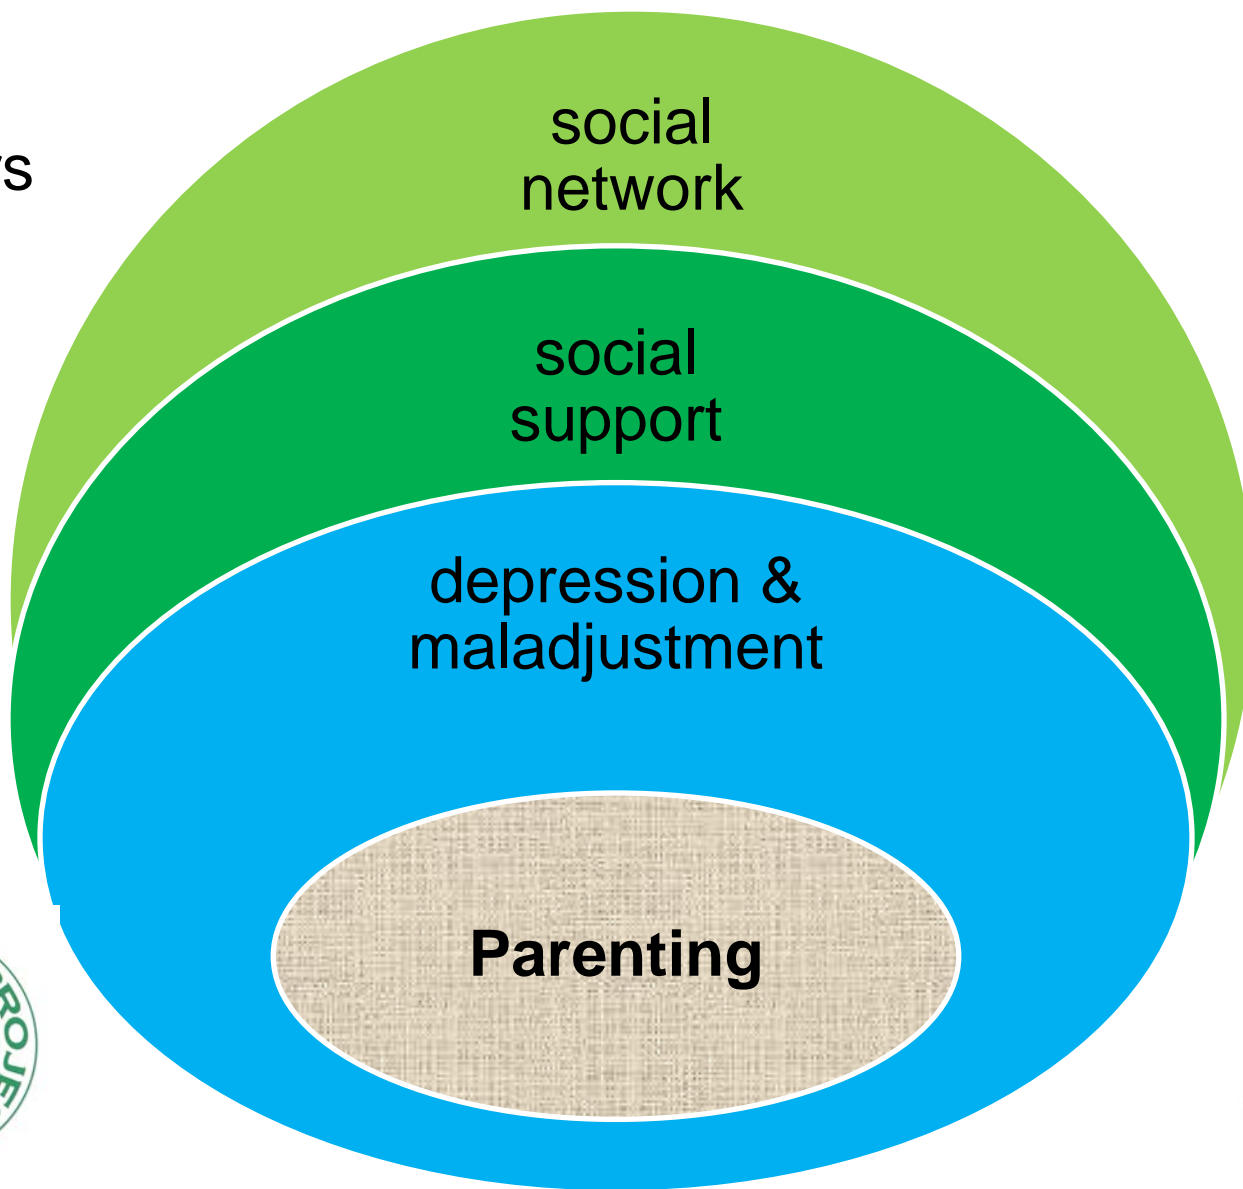 social
network
social
support
depression &
maladjustment
Parenting